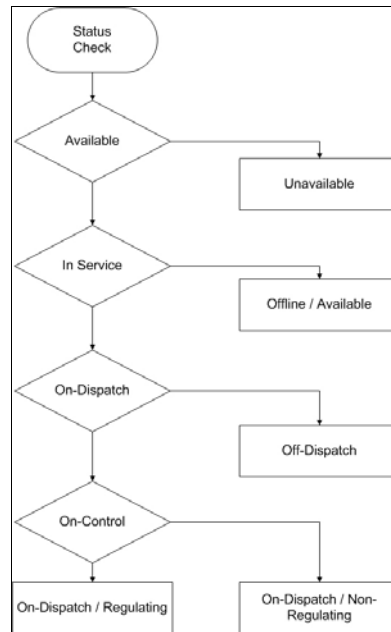 Status
Check
Available
Unavailable
In Service
Offline / Available
On-Dispatch
Off-Dispatch
On-Control
On-Dispatch / Regulating
On-Dispatch / Non-
Regulating